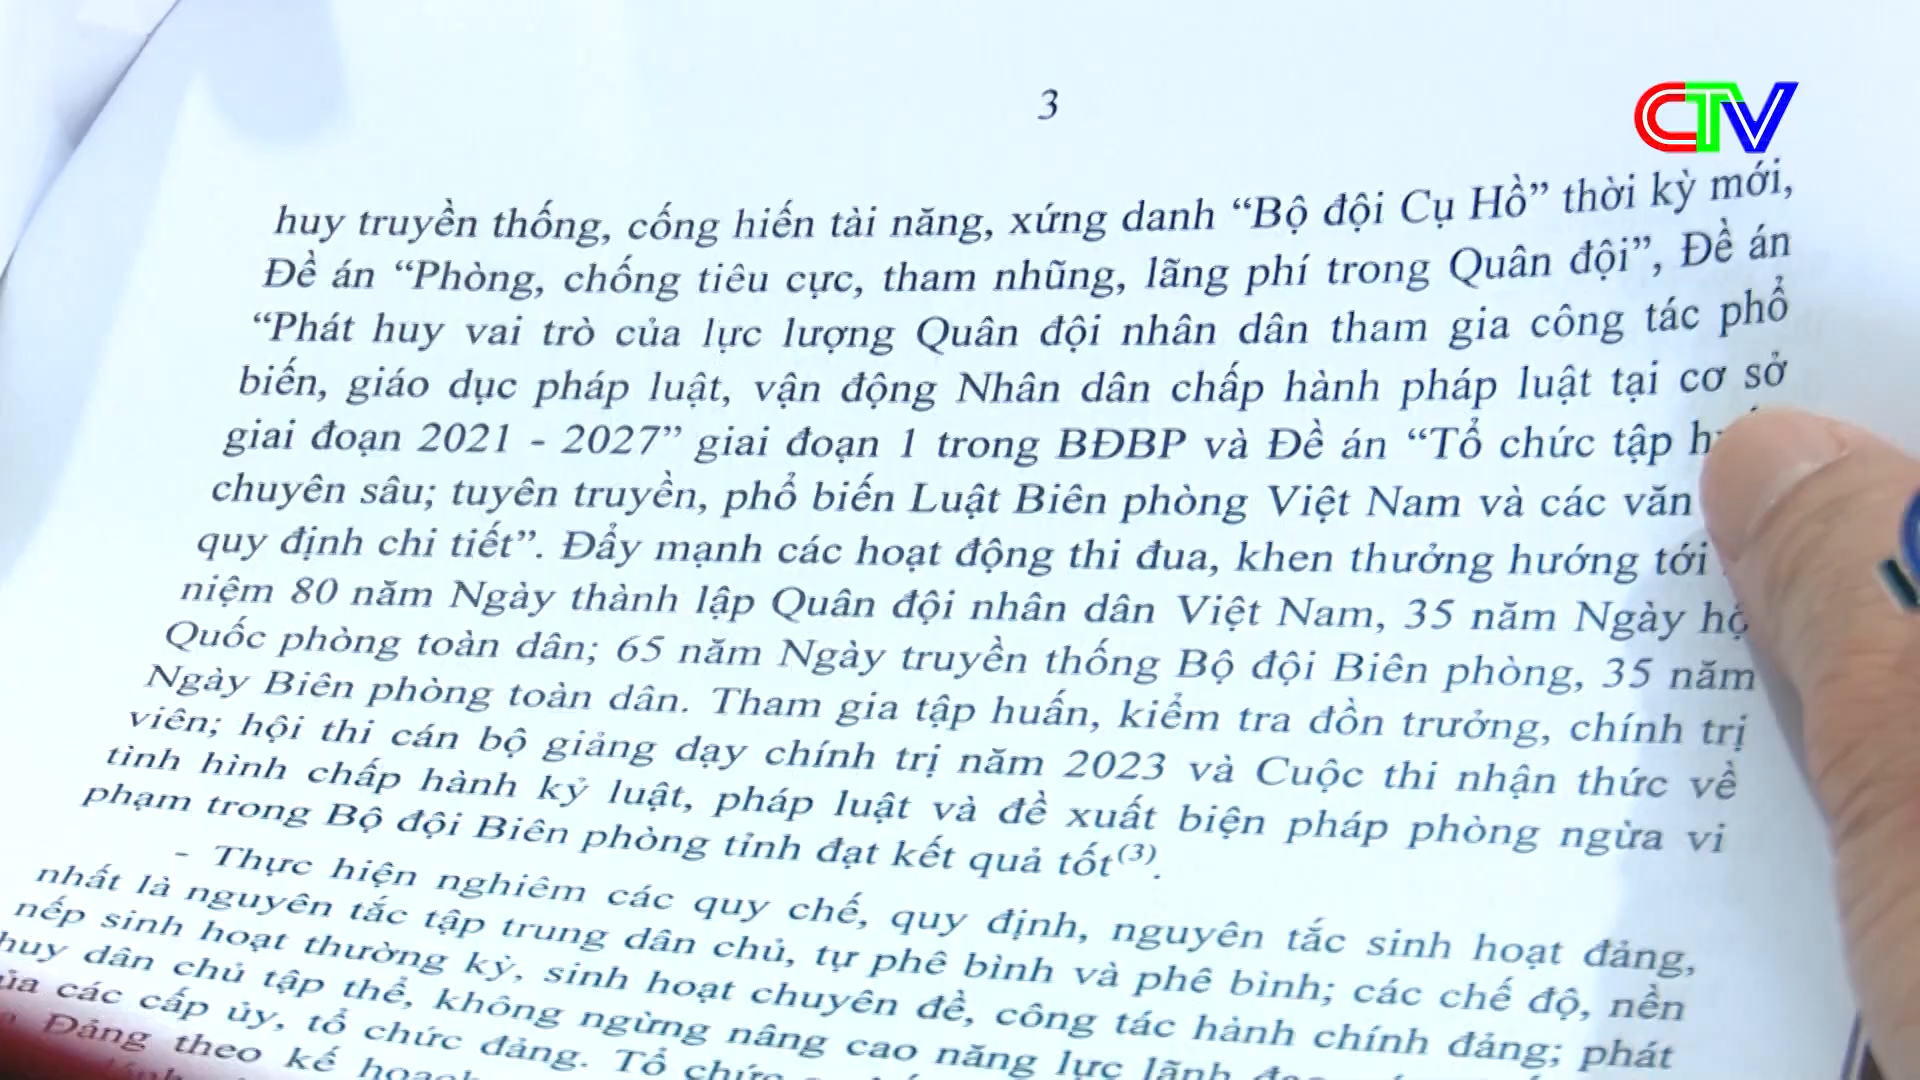 3
CTV
huy truyền thống, cống hiến tài năng, xứng danh “Bộ đội Cụ Hồ” thời kỳ mới,
Đề án “Phòng, chống tiêu cực, tham nhũng, lãng phí trong Quân đội”, Đề án
“Phát huy vai trò của lực lượng Quân đội nhân dân tham gia công tác phổ
biến, giáo dục pháp luật, vận động Nhân dân chấp hành pháp luật tại cơ sở
giai đoạn 2021 - 2027” giai đoạn 1 trong BĐBP và Đề án “Tổ chức tập
chuyên sâu; tuyên truyền, phổ biến Luật Biên phòng Việt Nam và các văn
quy định chi tiết”. Đẩy mạnh các hoạt động thi đua, khen thưởng hướng tới
niệm 80 năm Ngày thành lập Quân đội nhân dân Việt Nam, 35 năm Ngày
Quốc phòng toàn dân; 65 năm Ngày truyền thống Bộ đội Biên phòng, 35 năm
Ngày Biên phòng toàn dân. Tham gia tập huấn, kiểm tra đồn trưởng, chính trị
viên; hội thi cán bộ giảng dạy chính trị năm 2023 và Cuộc thi nhận thức về
tình hình chấp hành kỷ luật, pháp luật và đề xuất biện pháp phòng ngừa vi
phạm trong Bộ đội Biên phòng tỉnh đạt kết quả tốt(3).
- Thực hiện nghiêm các quy chế, quy định, nguyên tắc sinh hoạt đảng,
nhất là nguyên tắc tập trung dân chủ, tự phê bình và phê bình; các chế độ, nền
nếp sinh hoạt thường kỳ, sinh hoạt chuyên đề, công tác hành chính đảng; phát
huy dân chủ tập thể, không ngừng nâng cao năng lực
các cấp ủy, tổ chức đảng. Tổ
Đảng theo kế